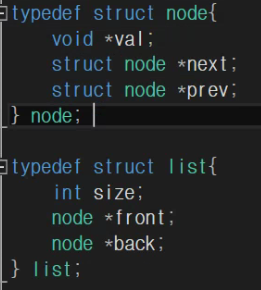 typedef struct node{
    void *val;
    struct node *next;
    struct node *prev;
} node;
typedef struct list{
    int size;
    node *front;
    node *back;
} list;